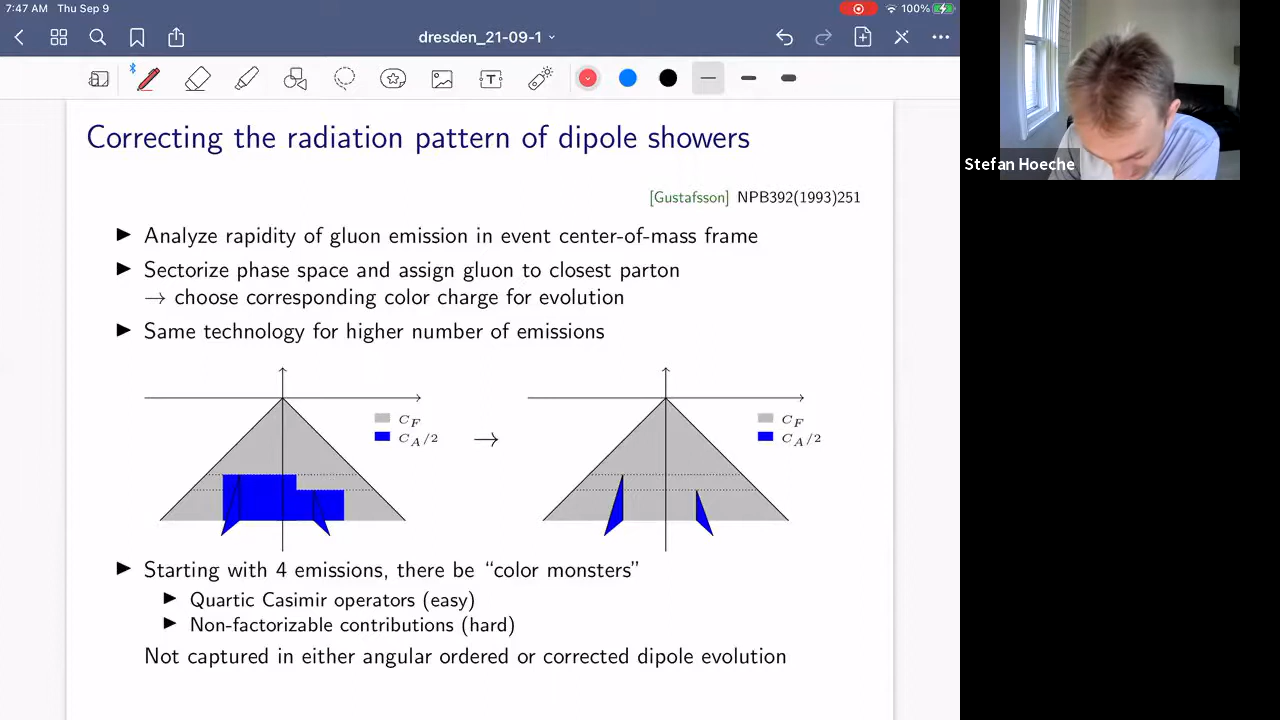 7:47 AM Thu Sep 9
100%
dresden_21-09-1
Correcting the radiation pattern of dipole showers
[Gustafsson] NPB392(1993)251
▶ Analyze rapidity of gluon emission in event center-of-mass frame
▶ Sectorize phase space and assign gluon to closest parton
→ choose corresponding color charge for evolution
▶ Same technology for higher number of emissions
C_F
C_A/2
→
C_F
C_A/2
▶ Starting with 4 emissions, there be “color monsters”
▶ Quartic Casimir operators (easy)
▶ Non-factorizable contributions (hard)
Not captured in either angular ordered or corrected dipole evolution
Stefan Hoeche